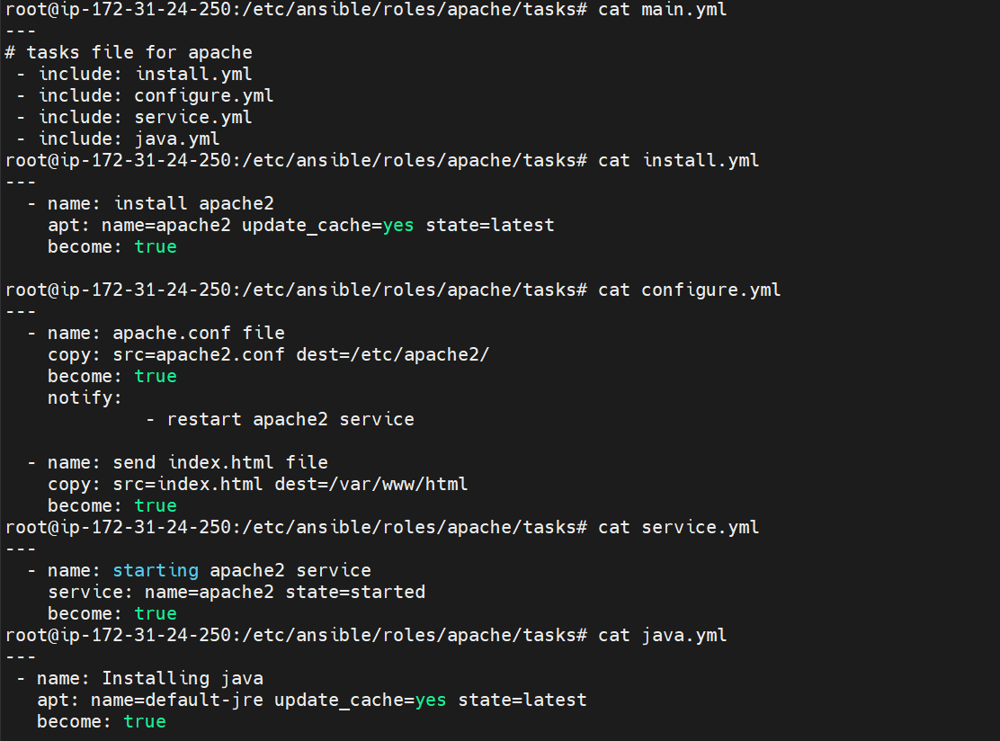 root@ip-172-31-24-250:/etc/ansible/roles/apache/tasks# cat main.yml
---
# tasks file for apache
 - include: install.yml
 - include: configure.yml
 - include: service.yml
 - include: java.yml
root@ip-172-31-24-250:/etc/ansible/roles/apache/tasks# cat install.yml
---
  - name: install apache2
    apt: name=apache2 update_cache=yes state=latest
    become: true

root@ip-172-31-24-250:/etc/ansible/roles/apache/tasks# cat configure.yml
---
  - name: apache.conf file
    copy: src=apache2.conf dest=/etc/apache2/
    become: true
    notify:
             - restart apache2 service

  - name: send index.html file
    copy: src=index.html dest=/var/www/html
    become: true
root@ip-172-31-24-250:/etc/ansible/roles/apache/tasks# cat service.yml
---
  - name: starting apache2 service
    service: name=apache2 state=started
    become: true
root@ip-172-31-24-250:/etc/ansible/roles/apache/tasks# cat java.yml
---
 - name: Installing java
   apt: name=default-jre update_cache=yes state=latest
   become: true